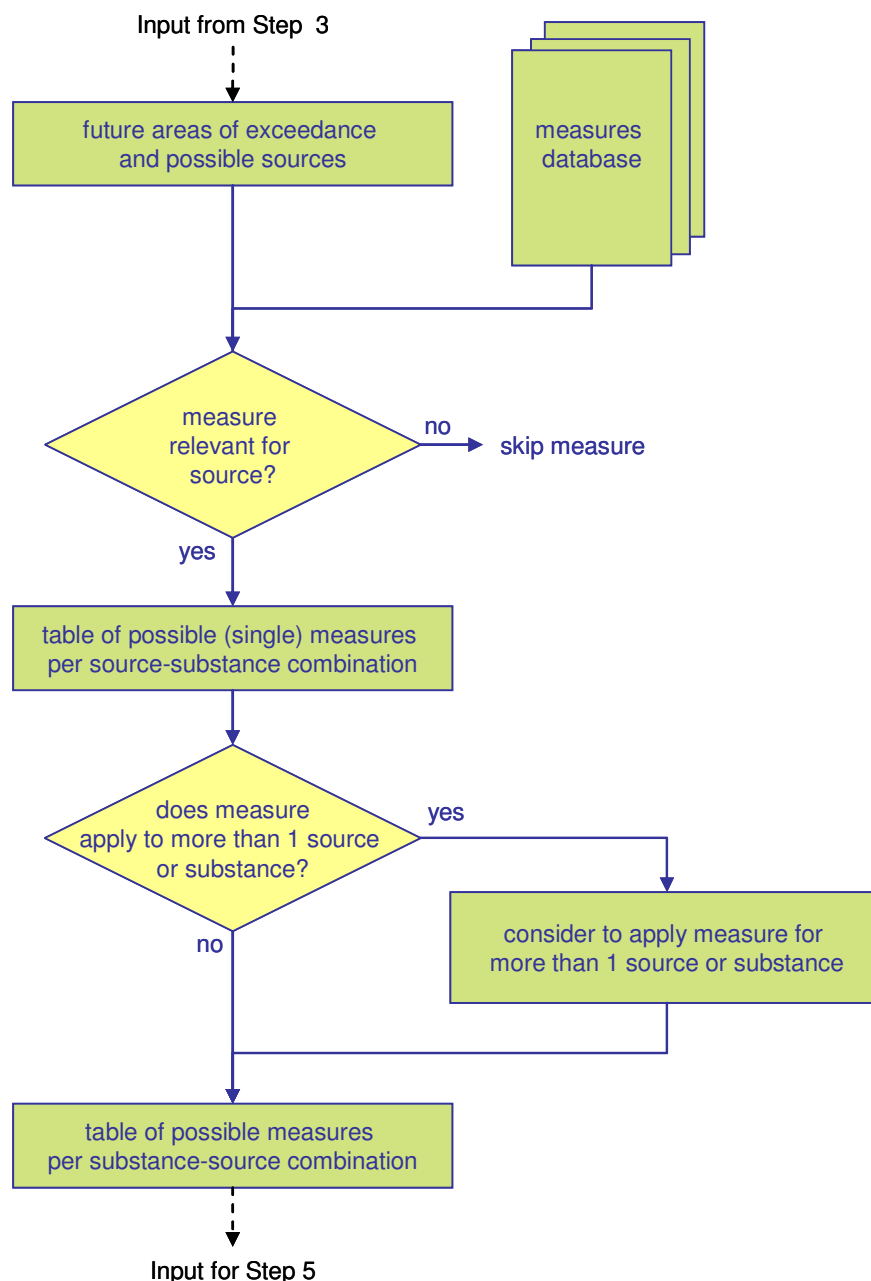 Input from Step 3
future areas of exceedance
and possible sources
measures
database
measure
relevant for
source?
no
skip measure
yes
table of possible (single) measures
per source-substance combination
does measure
apply to more than 1 source
or substance?
yes
no
consider to apply measure for
more than 1 source or substance
table of possible measures
per substance-source combination
Input for Step 5